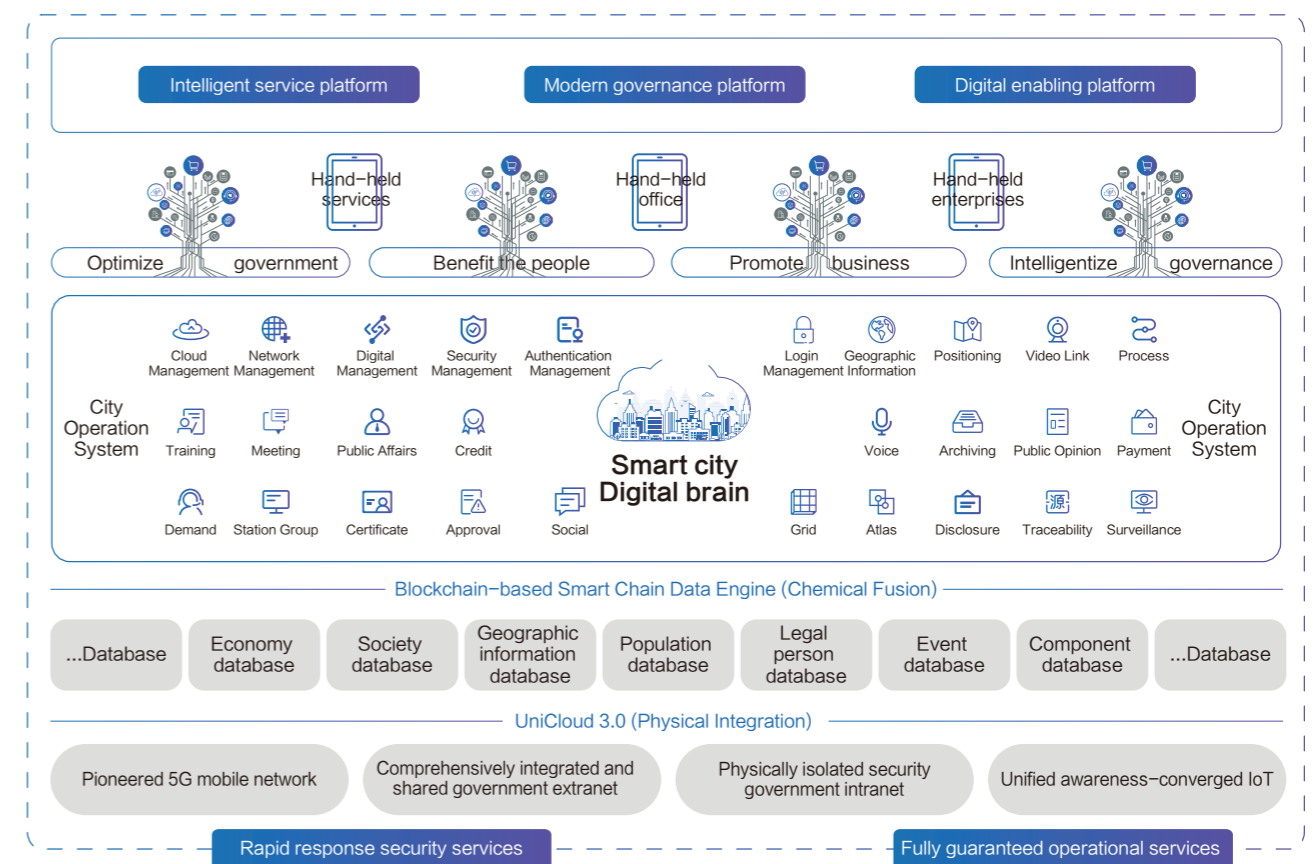 Intelligent service platform
Modern governance platform
Digital enabling platform
Hand-held
services
Hand-held
office
Hand-held
enterprises
Optimize government
Benefit the people
Promote business
Intelligentize governance
City
Operation
System
Cloud
Management
Network
Management
Digital
Management
Security
Management
Authentication
Management
Training
Meeting
Public Affairs
Credit
Demand
Station Group
Certificate
Approval
Social
Smart city
Digital brain
Login
Management
Geographic
Information
Positioning
Video Link
Process
Voice
Archiving
Public Opinion
Payment
Grid
Atlas
Disclosure
源
Traceability
Surveillance
City
Operation
System
Blockchain-based Smart Chain Data Engine (Chemical Fusion)
...Database
Economy
database
Society
database
Geographic
information
database
Population
database
Legal
person
database
Event
database
Component
database
...Database
UniCloud 3.0 (Physical Integration)
Pioneered 5G mobile network
Comprehensively integrated and
shared government extranet
Physically isolated security
government intranet
Unified awareness-converged IoT
Rapid response security services
Fully guaranteed operational services